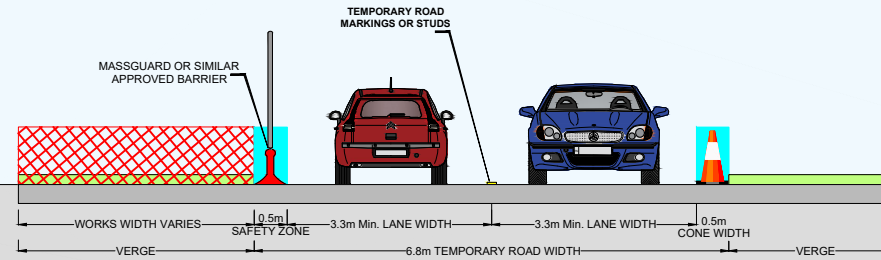 TEMPORARY ROAD
MARKINGS OR STUDS
MASSGUARD OR SIMILAR
APPROVED BARRIER
WORKS WIDTH VARIES
0.5m
SAFETY ZONE
3.3m Min. LANE WIDTH
3.3m Min. LANE WIDTH
0.5m
CONE WIDTH
VERGE
6.8m TEMPORARY ROAD WIDTH
VERGE